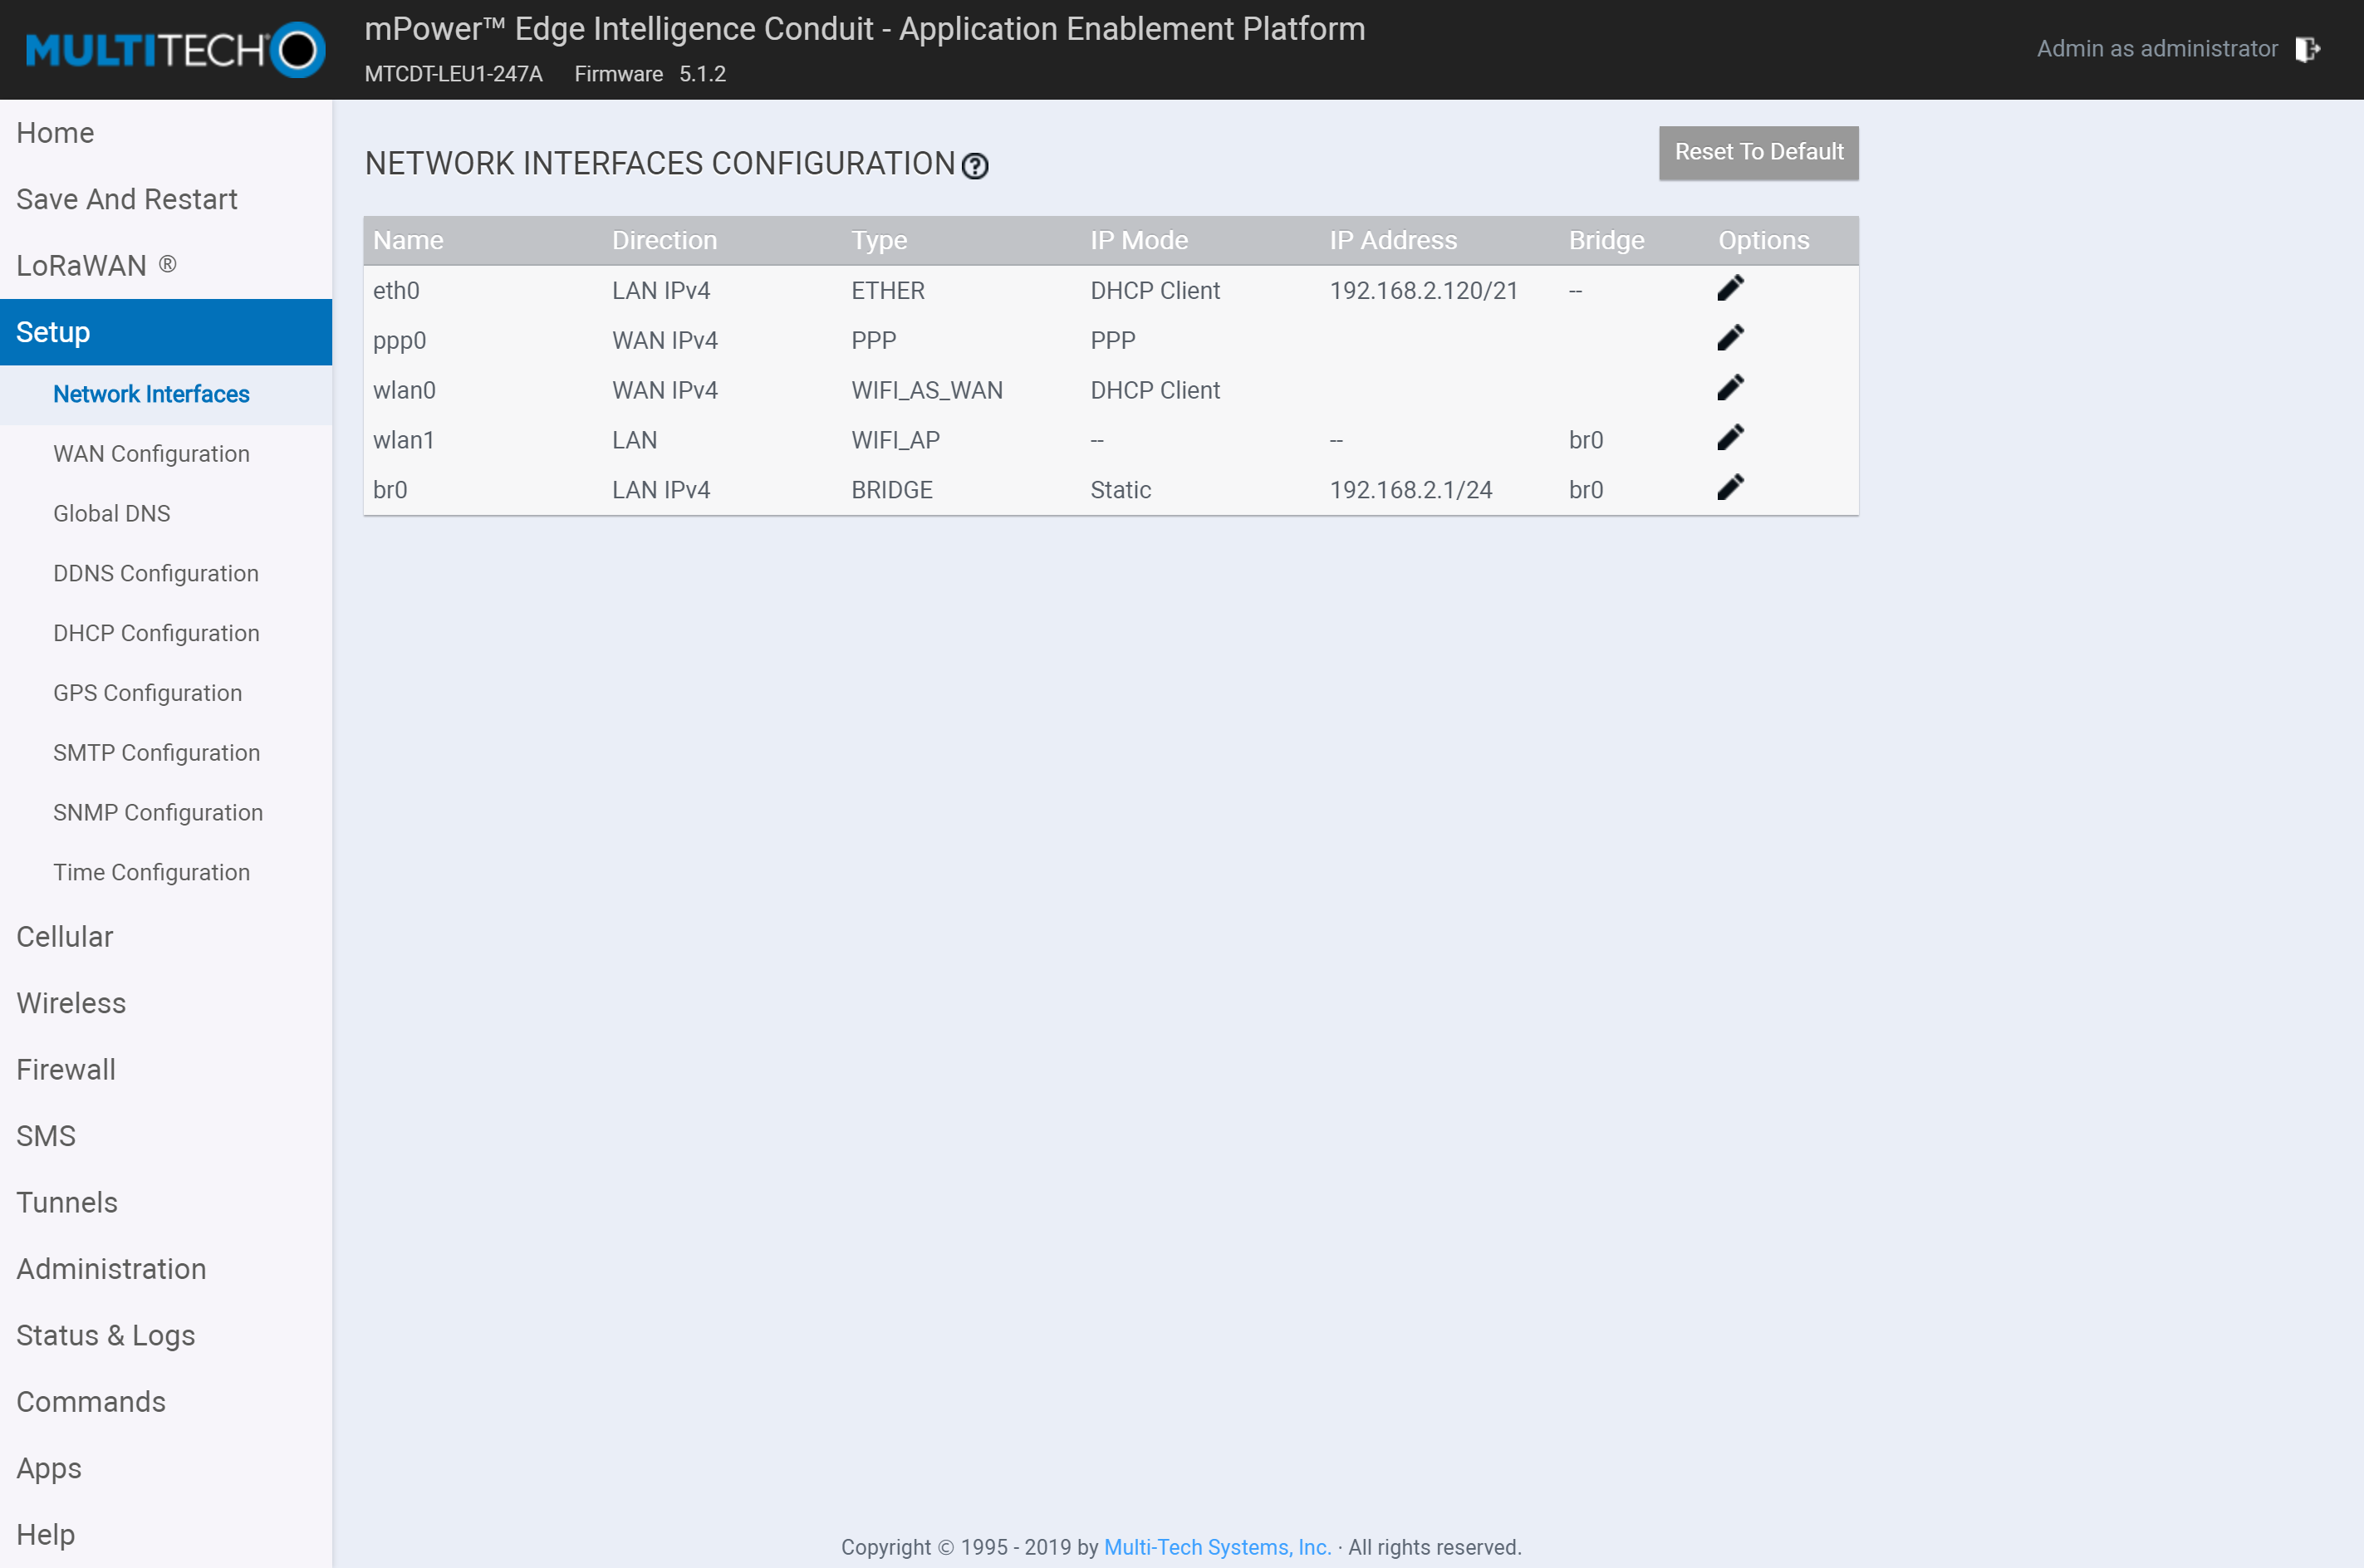 MULTITECH
mPower™ Edge Intelligence Conduit - Application Enablement Platform
MTCDT-LEU1-247A Firmware 5.1.2
Admin as administrator
Home
Save And Restart
LoRaWAN ®
Setup
Network Interfaces
WAN Configuration
Global DNS
DDNS Configuration
DHCP Configuration
GPS Configuration
SMTP Configuration
SNMP Configuration
Time Configuration
Cellular
Wireless
Firewall
SMS
Tunnels
Administration
Status & Logs
Commands
Apps
Help
NETWORK INTERFACES CONFIGURATION ?
Reset To Default
Name Direction Type IP Mode IP Address Bridge Options
eth0 LAN IPv4 ETHER DHCP Client 192.168.2.120/21 --
ppp0 WAN IPv4 PPP PPP
wlan0 WAN IPv4 WIFI_AS_WAN DHCP Client
wlan1 LAN WIFI_AP -- -- br0
br0 LAN IPv4 BRIDGE Static 192.168.2.1/24 br0
Copyright © 1995 - 2019 by Multi-Tech Systems, Inc. · All rights reserved.